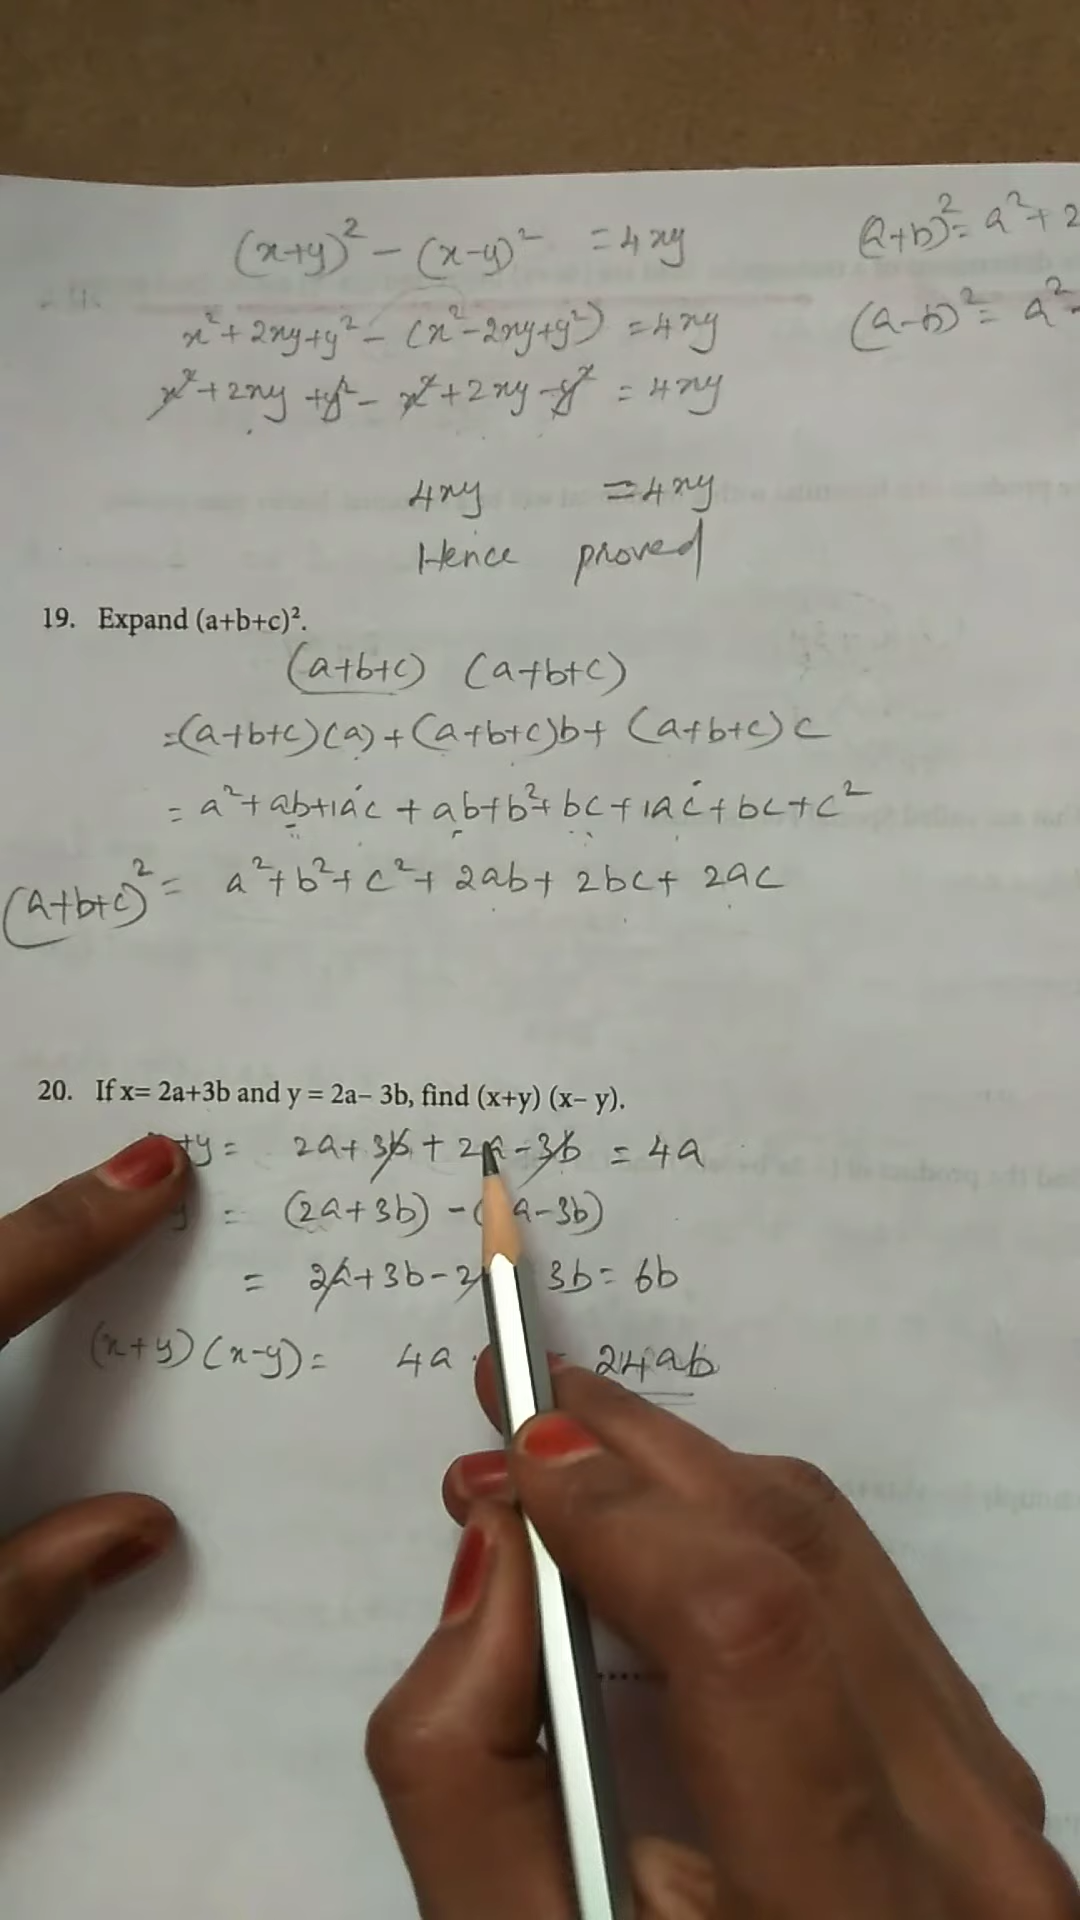 (x+y)² − (x−y)² = 4xy
(a+b)² = a² + 2
x² + 2xy + y² − (x² − 2xy + y²) = 4xy
(a−b)² = a² −
x² + 2xy + y² − x² + 2xy − y² = 4xy
4xy = 4xy
Hence proved
19. Expand (a+b+c)².
(a+b+c) (a+b+c)
= (a+b+c)(a) + (a+b+c)b + (a+b+c)c
= a² + ab + 1ac + ab + b² + bc + 1ac + bc + c²
(a+b+c)² = a² + b² + c² + 2ab + 2bc + 2ac
20. If x= 2a+3b and y = 2a– 3b, find (x+y) (x– y).
+y = 2a + 3b + 2a − 3b = 4a
y = (2a+3b) − ( a−3b)
= 2a + 3b − 2 3b = 6b
(x+y)(x−y) = 4a · = 24ab